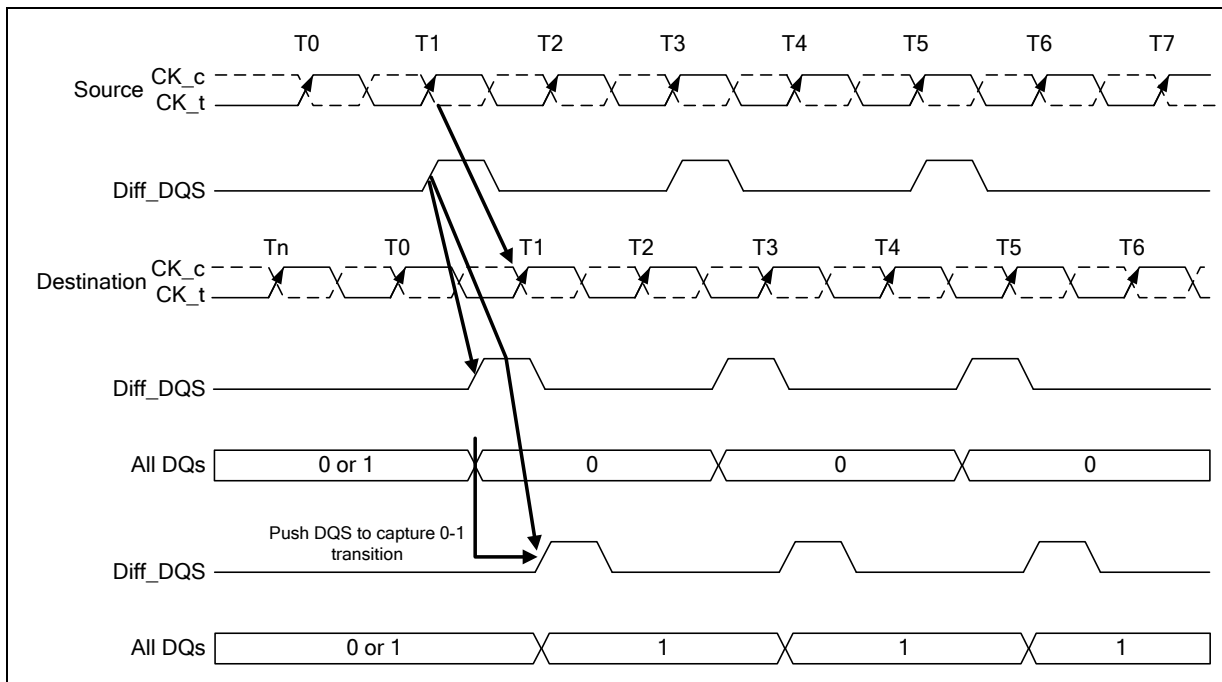 T0 T1 T2 T3 T4 T5 T6 T7
CK_c
Source
CK_t
Diff_DQS
Tn T0 T1 T2 T3 T4 T5 T6
CK_c
Destination
CK_t
Diff_DQS
All DQs 0 or 1 0 0 0
Push DQS to capture 0-1
transition
Diff_DQS
All DQs 0 or 1 1 1 1